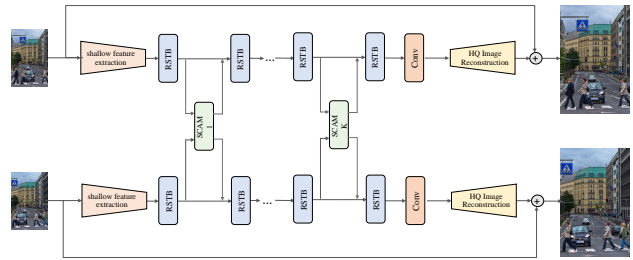 shallow feature
extraction
RSTB
RSTB
...
RSTB
RSTB
Conv
HQ Image
Reconstruction
+
SCAM
1
SCAM
K
shallow feature
extraction
RSTB
RSTB
...
RSTB
RSTB
Conv
HQ Image
Reconstruction
+